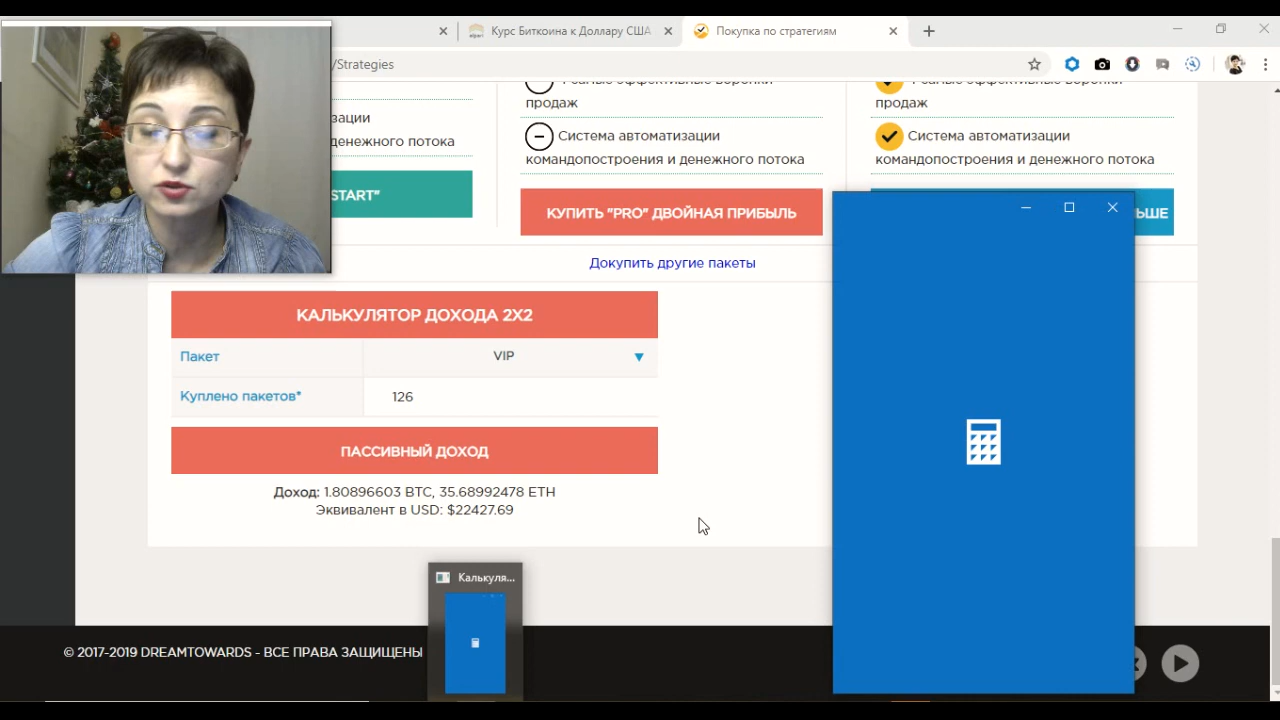 Курс Биткоина к Доллару США
Покупка по стратегиям
/Strategies
продаж
продаж
зации
денежного потока
Система автоматизации
командопостроения и денежного потока
Система автоматизации
командопостроения и денежного потока
START"
КУПИТЬ "PRO" ДВОЙНАЯ ПРИБЫЛЬ
ЬШЕ
Докупить другие пакеты
КАЛЬКУЛЯТОР ДОХОДА 2X2
Пакет
VIP
Куплено пакетов*
126
ПАССИВНЫЙ ДОХОД
Доход: 1.80896603 BTC, 35.68992478 ETH
Эквивалент в USD: $22427.69
Калькуля...
© 2017-2019 DREAMTOWARDS - ВСЕ ПРАВА ЗАЩИЩЕНЫ